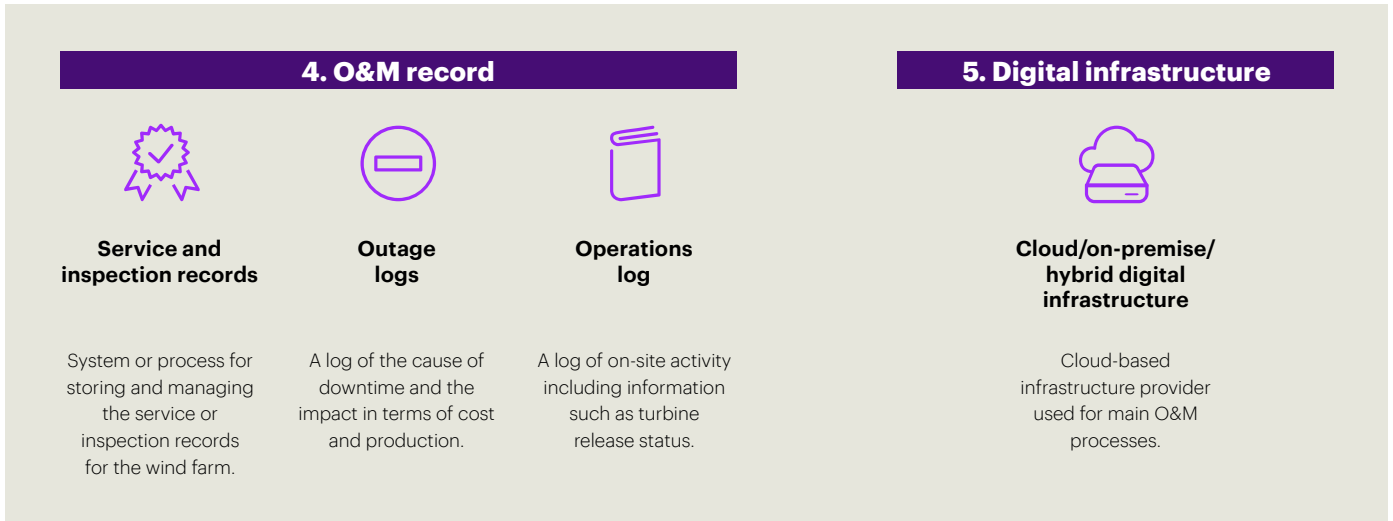 4. O&M record
Service and
inspection records
System or process for
storing and managing
the service or
inspection records
for the wind farm.
Outage
logs
A log of the cause of
downtime and the
impact in terms of cost
and production.
Operations
log
A log of on-site activity
including information
such as turbine
release status.
5. Digital infrastructure
Cloud/on-premise/
hybrid digital
infrastructure
Cloud-based
infrastructure provider
used for main O&M
processes.